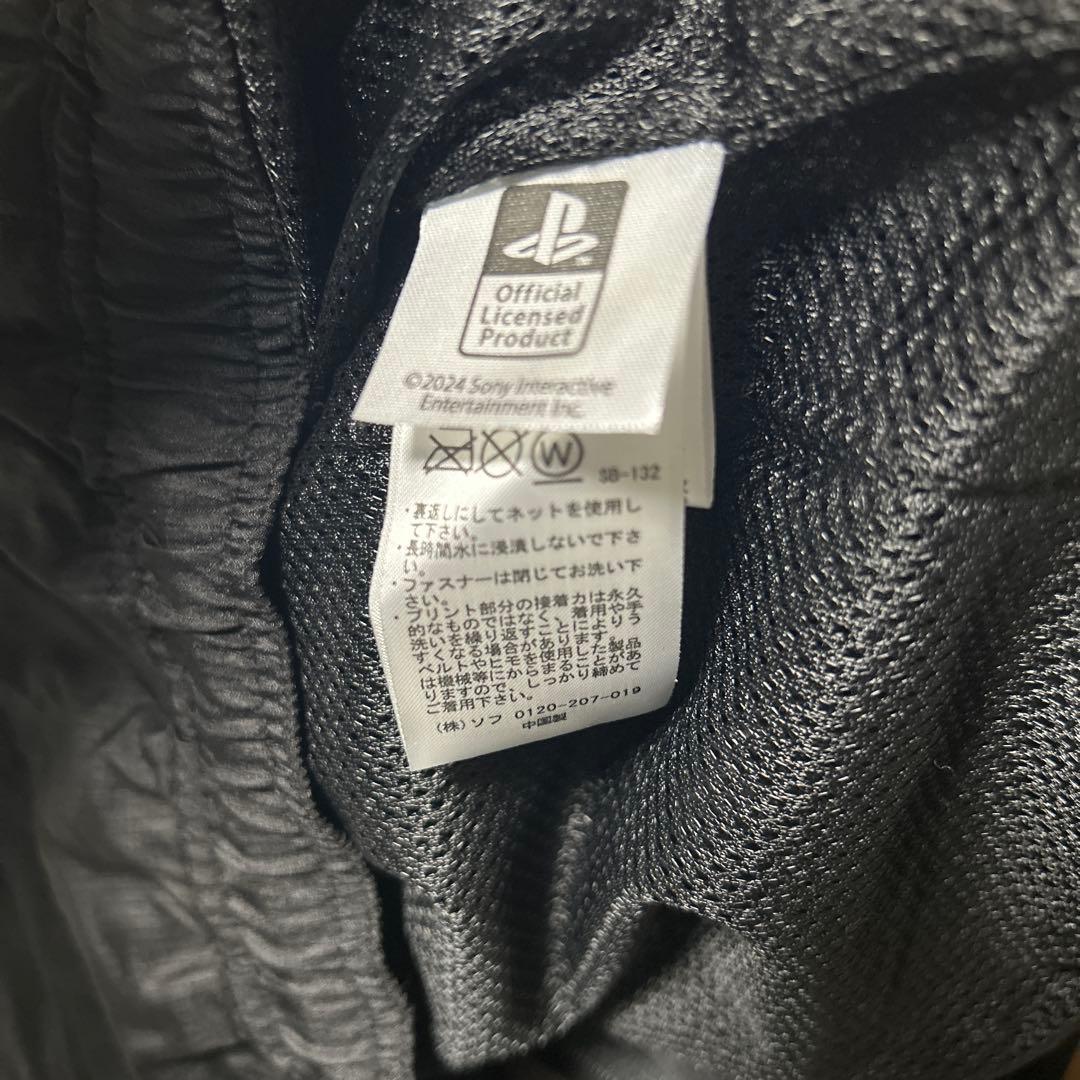 Official
Licensed
Product
©2024 Sony Interactive
Entertainment Inc.
W
SB-132
・裏返しにしてネットを使用し
て下さい。
・長時間水に浸漬しないで下さ
い。
・ファスナーは閉じてお洗い下
さい。
・プリント部分の接着力は永久
的なものではなく、着用や手
洗いを繰り返すことによりう
すくなる場合があります。
ベルトやヒモを使用した製品
は機械等にからまることがあ
りますので、しっかり締めて
ご着用下さい。
(株)ソフ 0120-207-019
中国製